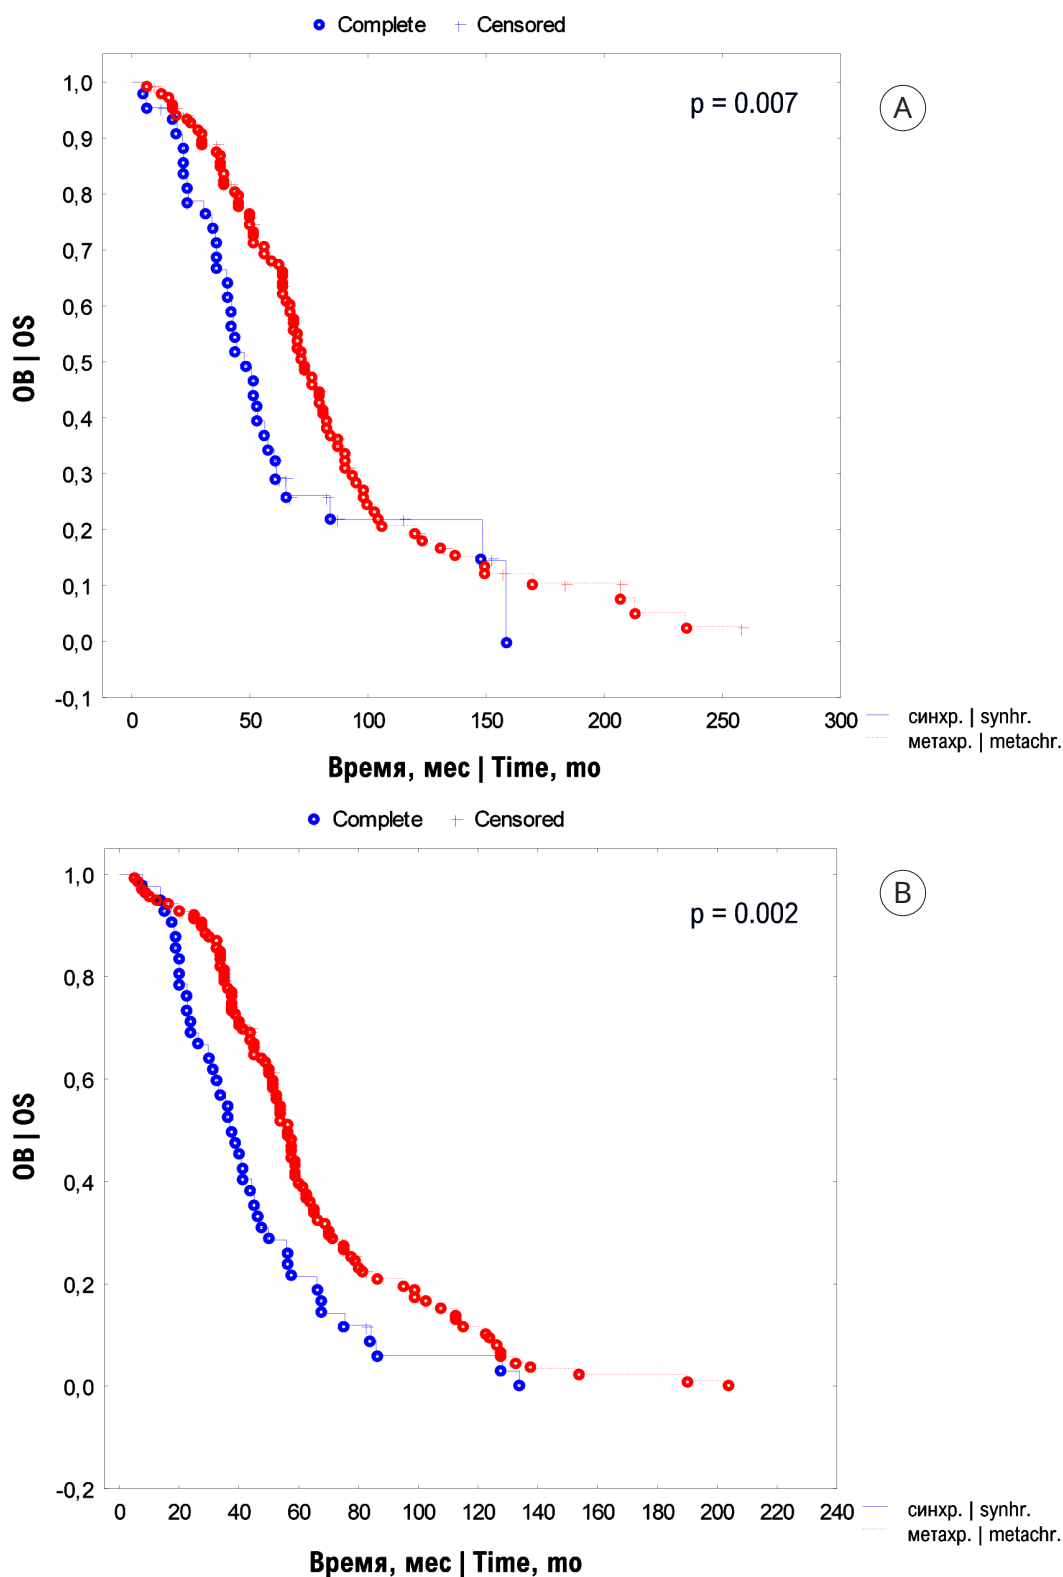 Complete + Censored
1,0
0,9
0,8
0,7
0,6
0,5
0,4
0,3
0,2
0,1
0,0
-0,1
p = 0.007
A
ОВ | OS
0 50 100 150 200 250 300
синхр. | synhr.
метахр. | metachr.
Время, мес | Time, mo
Complete + Censored
1,0
0,8
0,6
0,4
0,2
0,0
-0,2
p = 0.002
B
ОВ | OS
0 20 40 60 80 100 120 140 160 180 200 220 240
синхр. | synhr.
метахр. | metachr.
Время, мес | Time, mo